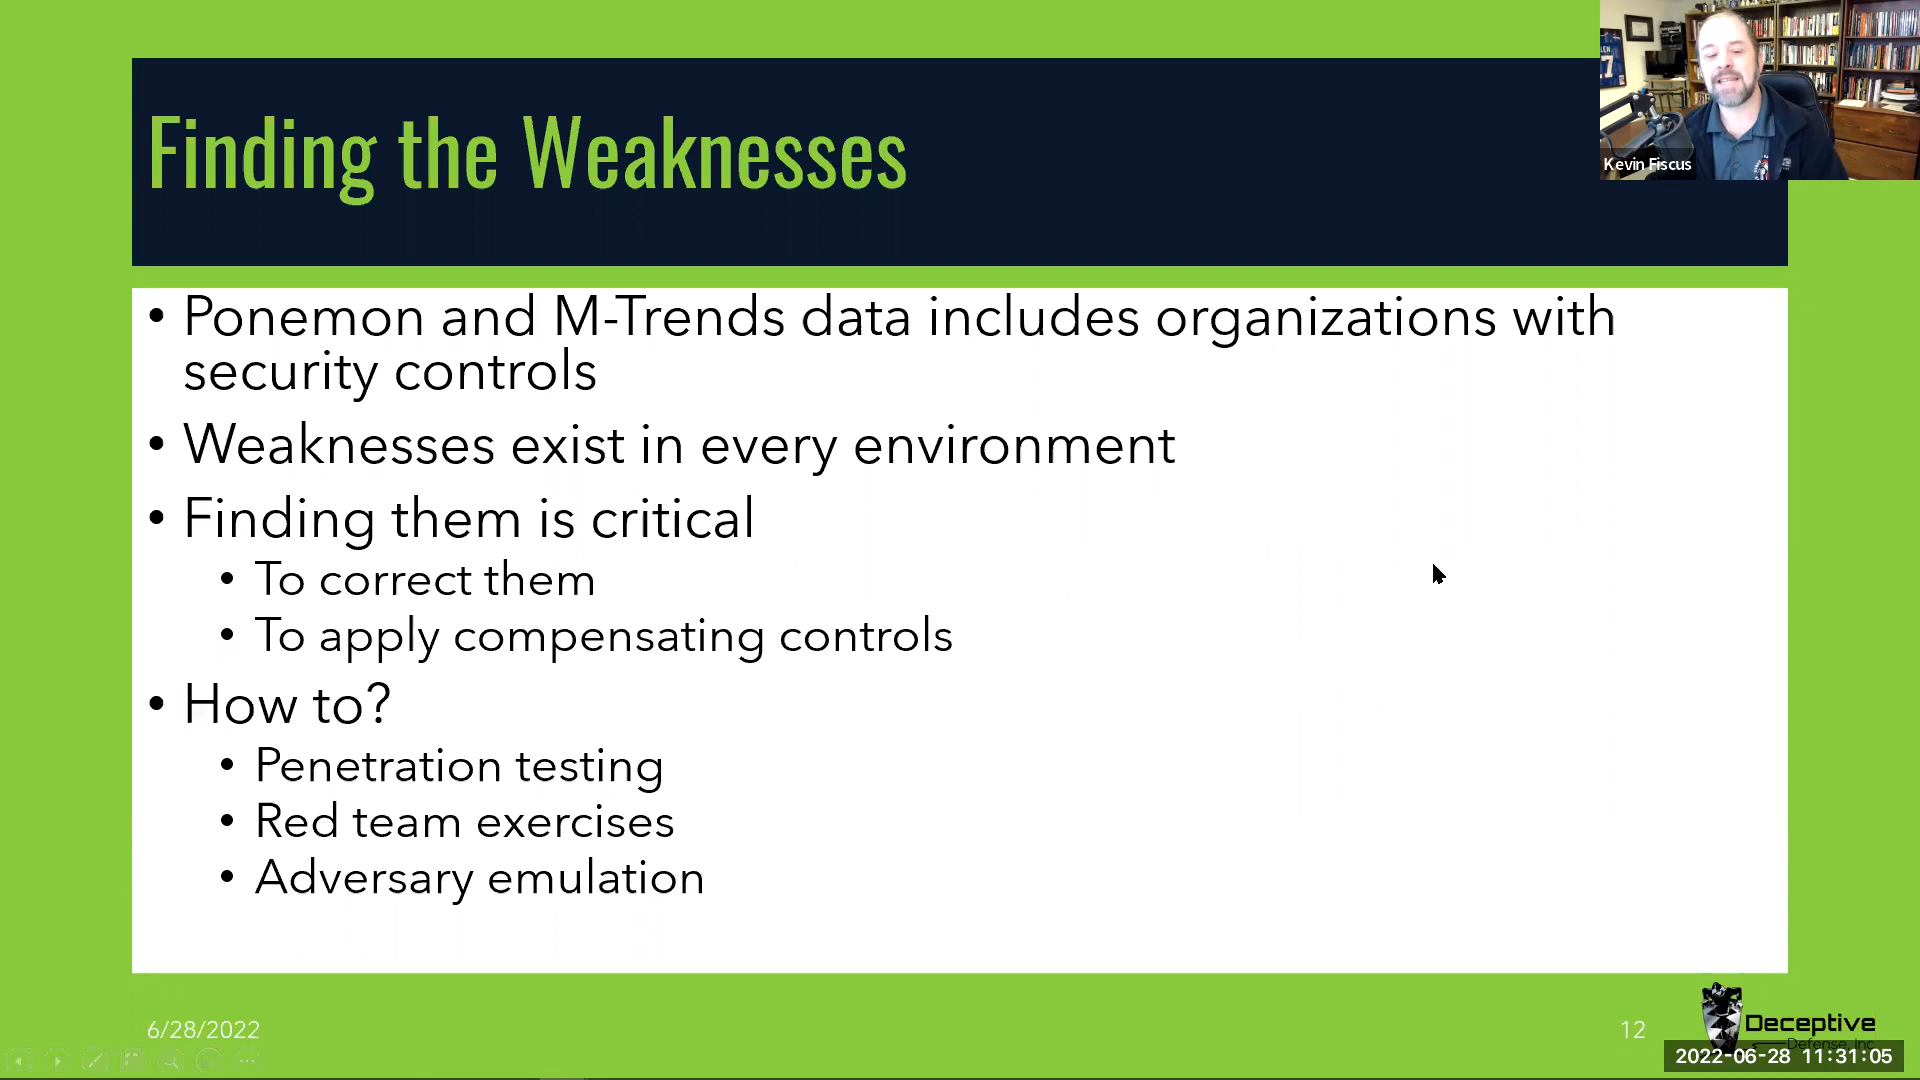 Finding the Weaknesses
Kevin Fiscus
• Ponemon and M-Trends data includes organizations with
security controls
• Weaknesses exist in every environment
• Finding them is critical
• To correct them
• To apply compensating controls
• How to?
• Penetration testing
• Red team exercises
• Adversary emulation
6/28/2022
12
Deceptive
Defense, Inc
2022-06-28 11:31:05